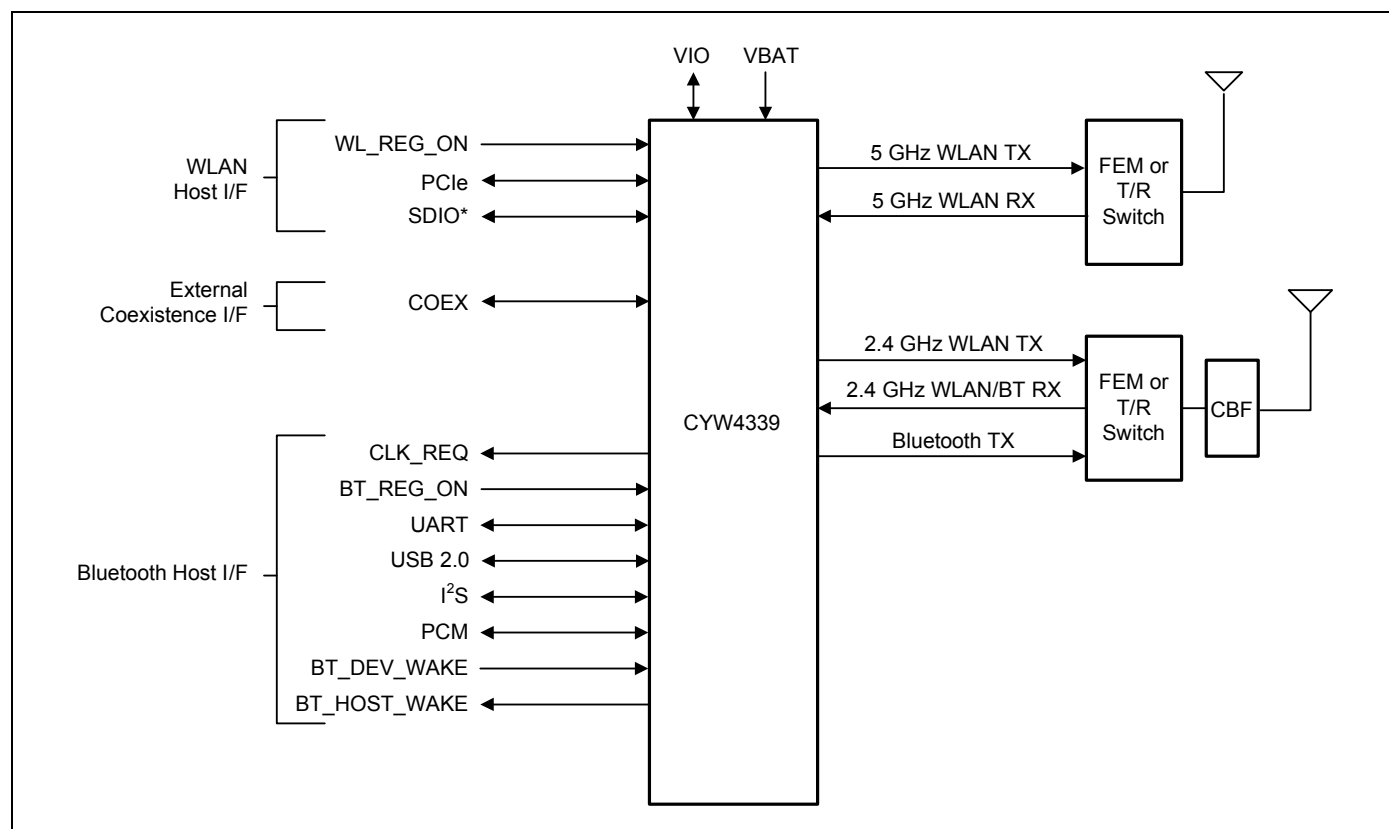 VIO
VBAT
WLAN
Host I/F
WL_REG_ON
PCIe
SDIO*
External
Coexistence I/F
COEX
Bluetooth Host I/F
CLK_REQ
BT_REG_ON
UART
USB 2.0
I²S
PCM
BT_DEV_WAKE
BT_HOST_WAKE
CYW4339
5 GHz WLAN TX
5 GHz WLAN RX
FEM or
T/R
Switch
2.4 GHz WLAN TX
2.4 GHz WLAN/BT RX
Bluetooth TX
FEM or
T/R
Switch
CBF